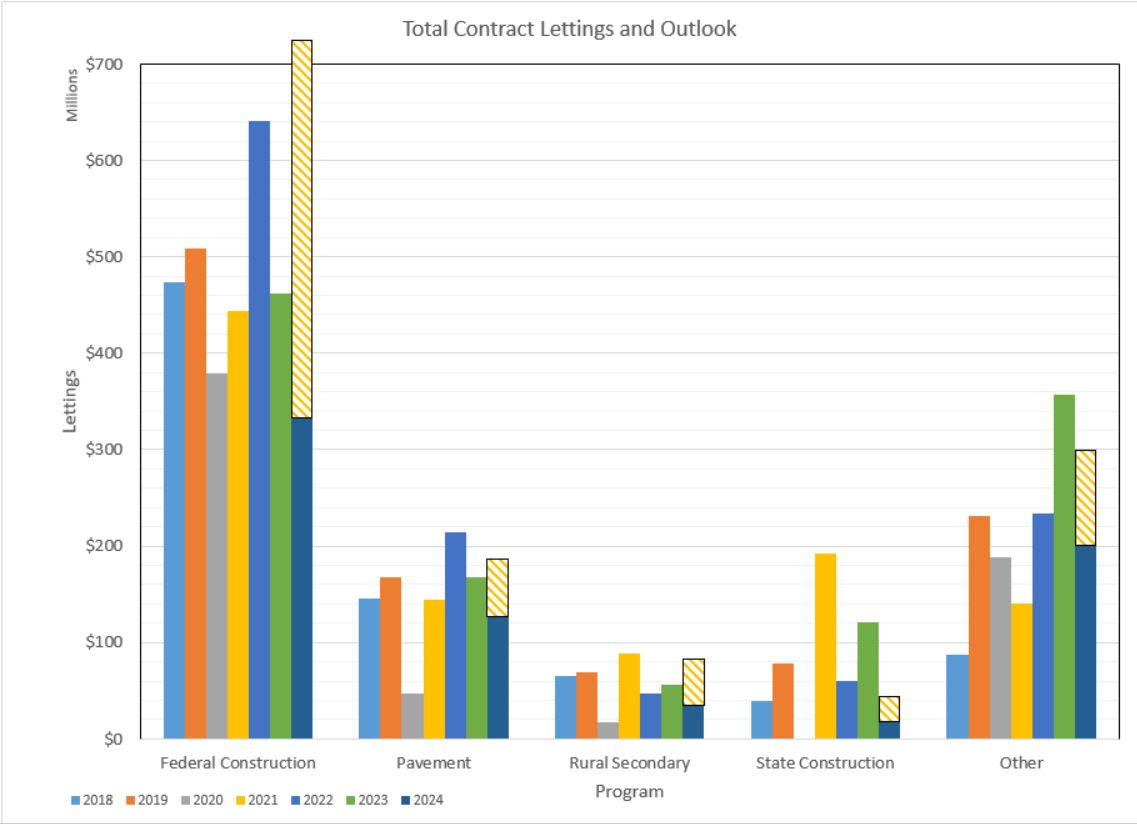 Total Contract Lettings and Outlook
Millions
$700
$600
$500
$400
$300
$200
$100
$0
Lettings
Federal Construction
Pavement
Rural Secondary
State Construction
Other
Program
2018 2019 2020 2021 2022 2023 2024